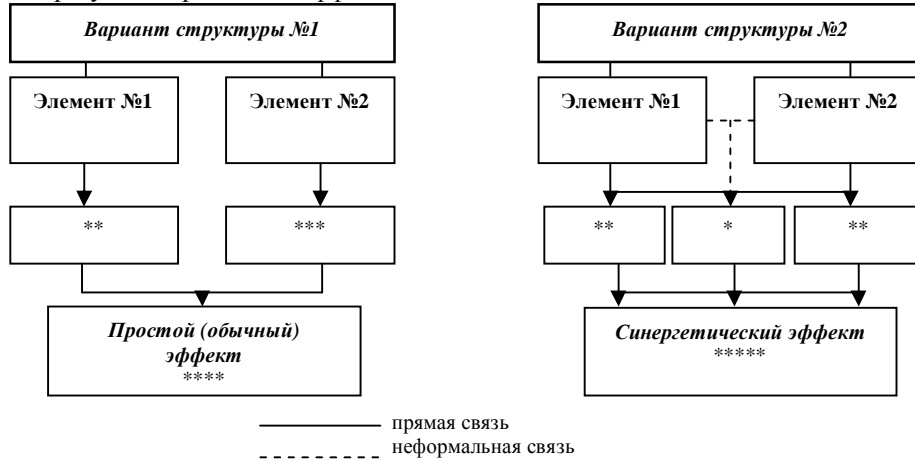 Вариант структуры №1
Элемент №1
Элемент №2
**
***
Простой (обычный)
эффект
****
Вариант структуры №2
Элемент №1
Элемент №2
**
*
**
Синергетический эффект
*****
прямая связь
неформальная связь